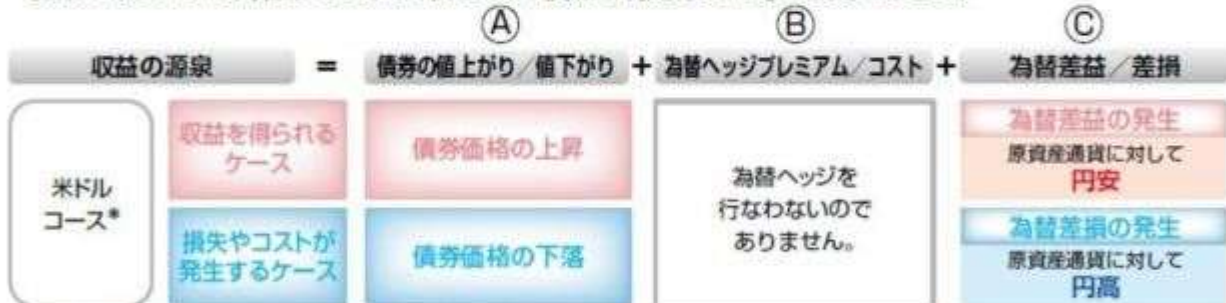 Ⓐ Ⓑ Ⓒ
収益の源泉 = 債券の値上がり/値下がり + 為替ヘッジプレミアム/コスト + 為替差益/差損
米ドル
コース*
収益を得られる
ケース
債券価格の上昇
損失やコストが
発生するケース
債券価格の下落
為替ヘッジを
行なわないので
ありません。
為替差益の発生
原資産通貨に対して
円安
為替差損の発生
原資産通貨に対して
円高